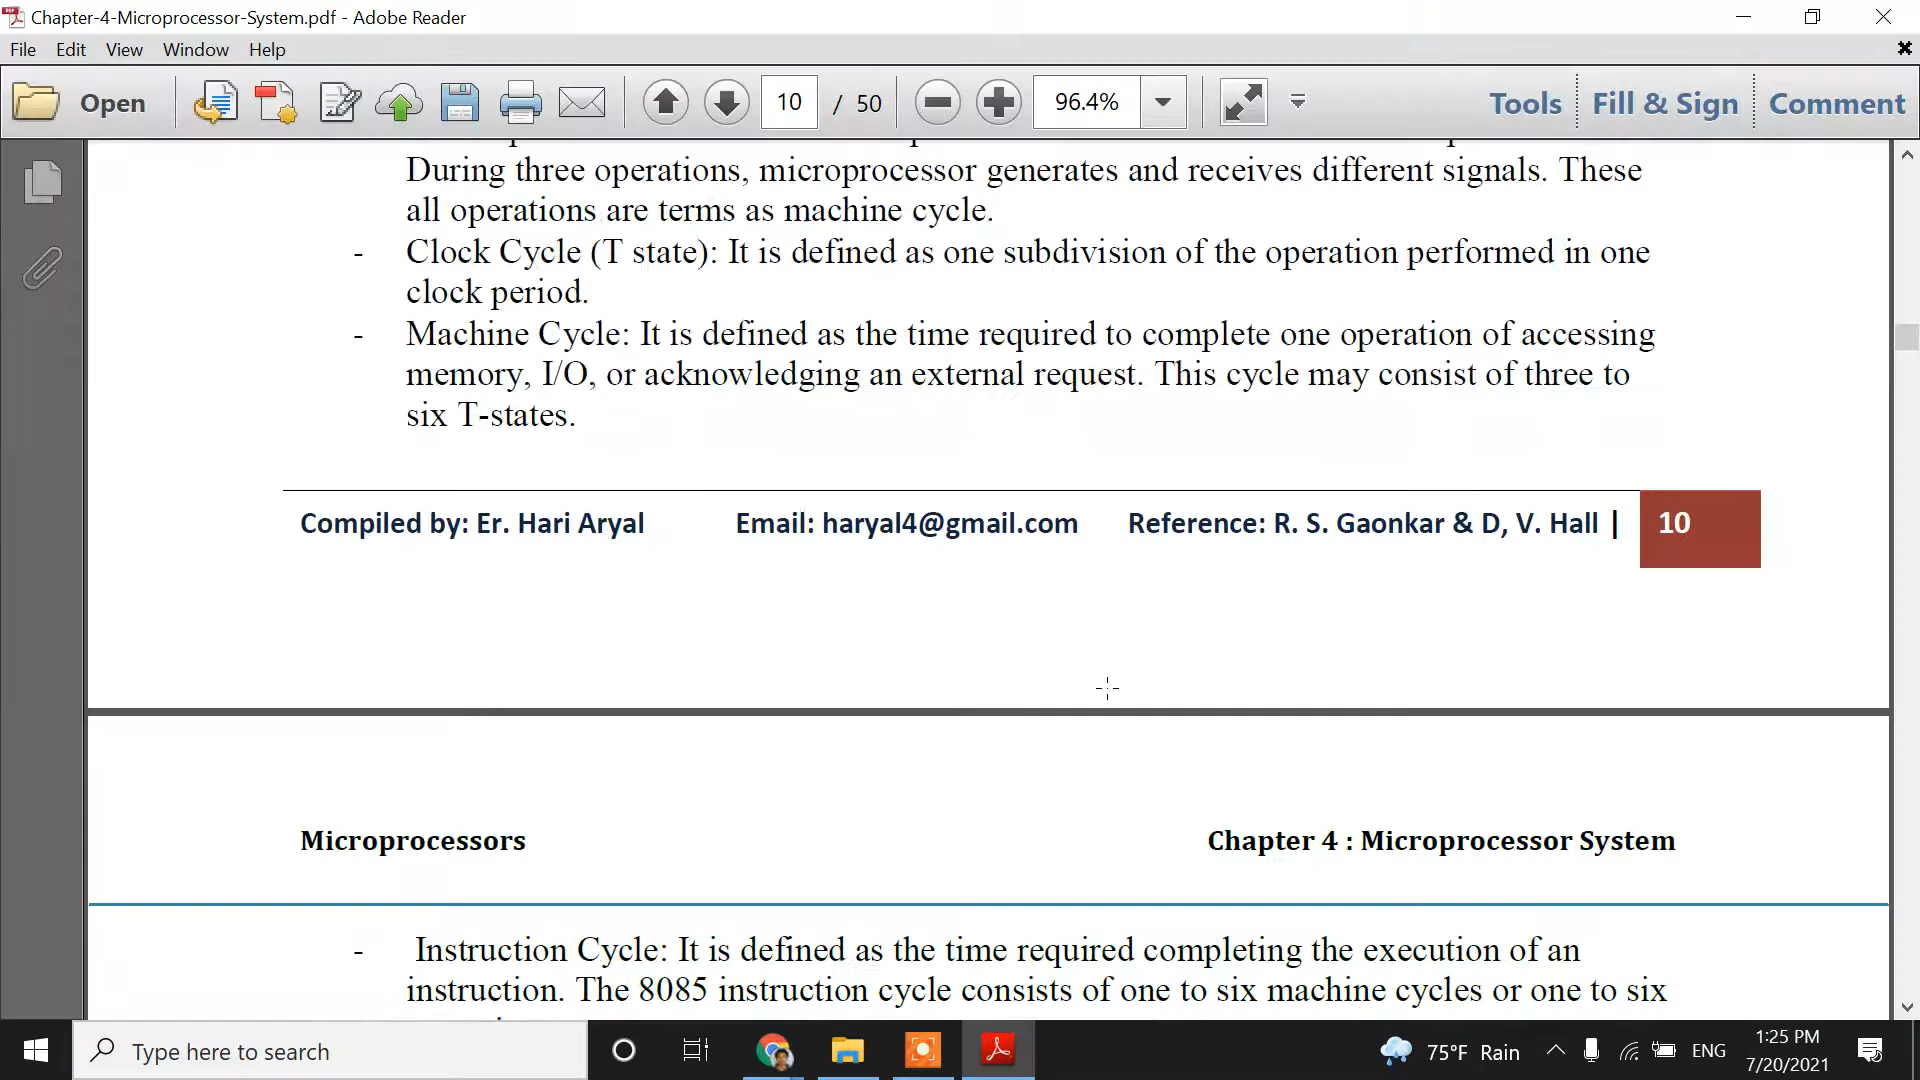 Chapter-4-Microprocessor-System.pdf - Adobe Reader
File Edit View Window Help
Open 10 / 50 96.4% Tools Fill & Sign Comment
During three operations, microprocessor generates and receives different signals. These
all operations are terms as machine cycle.
- Clock Cycle (T state): It is defined as one subdivision of the operation performed in one
clock period.
- Machine Cycle: It is defined as the time required to complete one operation of accessing
memory, I/O, or acknowledging an external request. This cycle may consist of three to
six T-states.
Compiled by: Er. Hari Aryal Email: haryal4@gmail.com Reference: R. S. Gaonkar & D, V. Hall | 10
Microprocessors Chapter 4 : Microprocessor System
- Instruction Cycle: It is defined as the time required completing the execution of an
instruction. The 8085 instruction cycle consists of one to six machine cycles or one to six
Type here to search 75°F Rain ENG 1:25 PM
7/20/2021